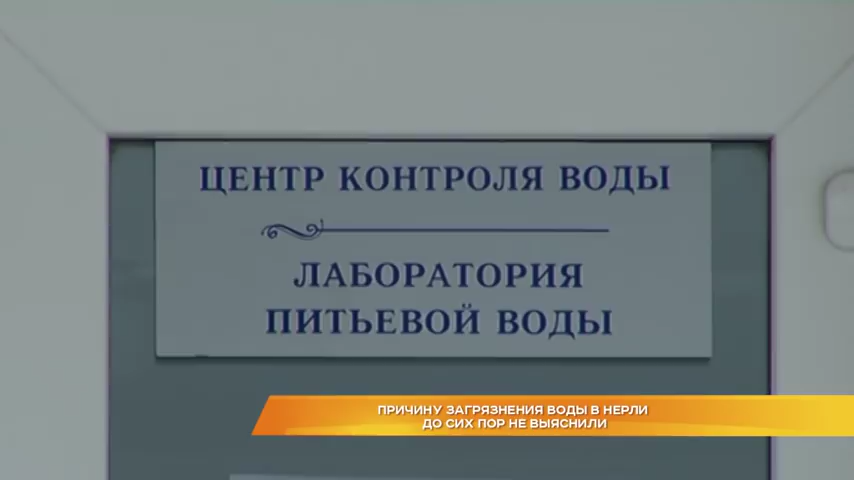 ЦЕНТР КОНТРОЛЯ ВОДЫ
ЛАБОРАТОРИЯ
ПИТЬЕВОЙ ВОДЫ
ПРИЧИНУ ЗАГРЯЗНЕНИЯ ВОДЫ В НЕРЛИ
ДО СИХ ПОР НЕ ВЫЯСНИЛИ